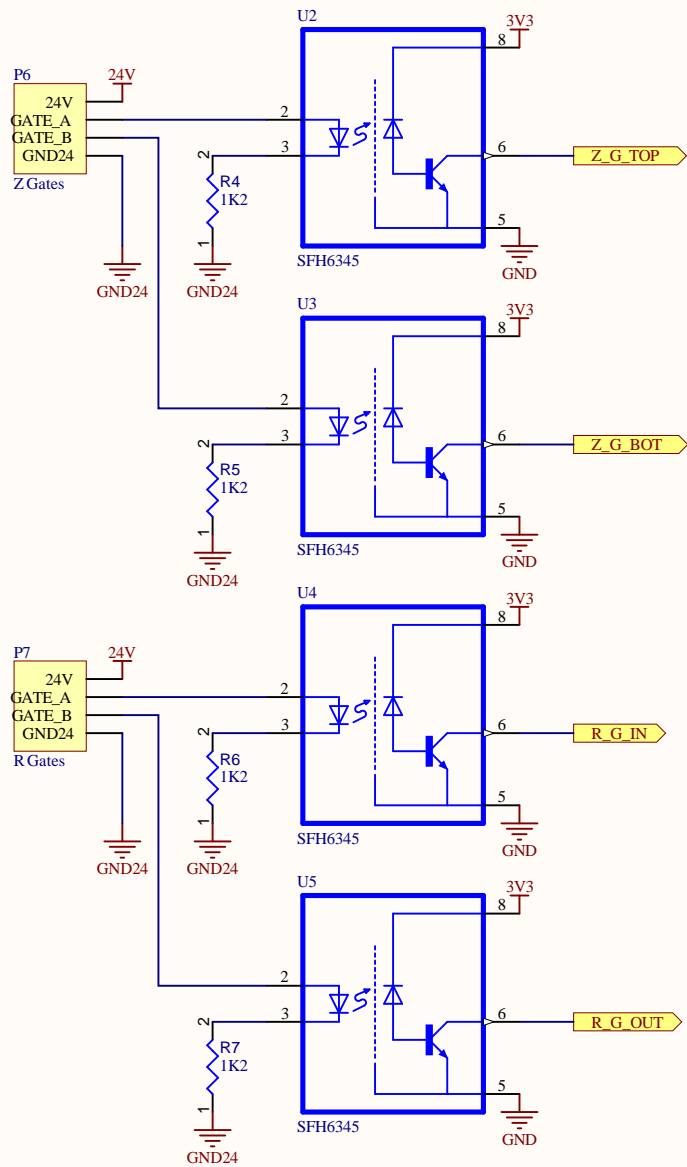 U2
3V3
8
P6
24V
24V
GATE_A
GATE_B
GND24
Z Gates
2
3
2
R4
1K2
1
GND24
GND24
6
Z_G_TOP
5
GND
SFH6345
U3
3V3
8
2
3
2
R5
1K2
1
GND24
6
Z_G_BOT
5
GND
SFH6345
U4
3V3
8
P7
24V
24V
GATE_A
GATE_B
GND24
R Gates
2
3
2
R6
1K2
1
GND24
GND24
6
R_G_IN
5
GND
SFH6345
U5
3V3
8
2
3
2
R7
1K2
1
GND24
6
R_G_OUT
5
GND
SFH6345